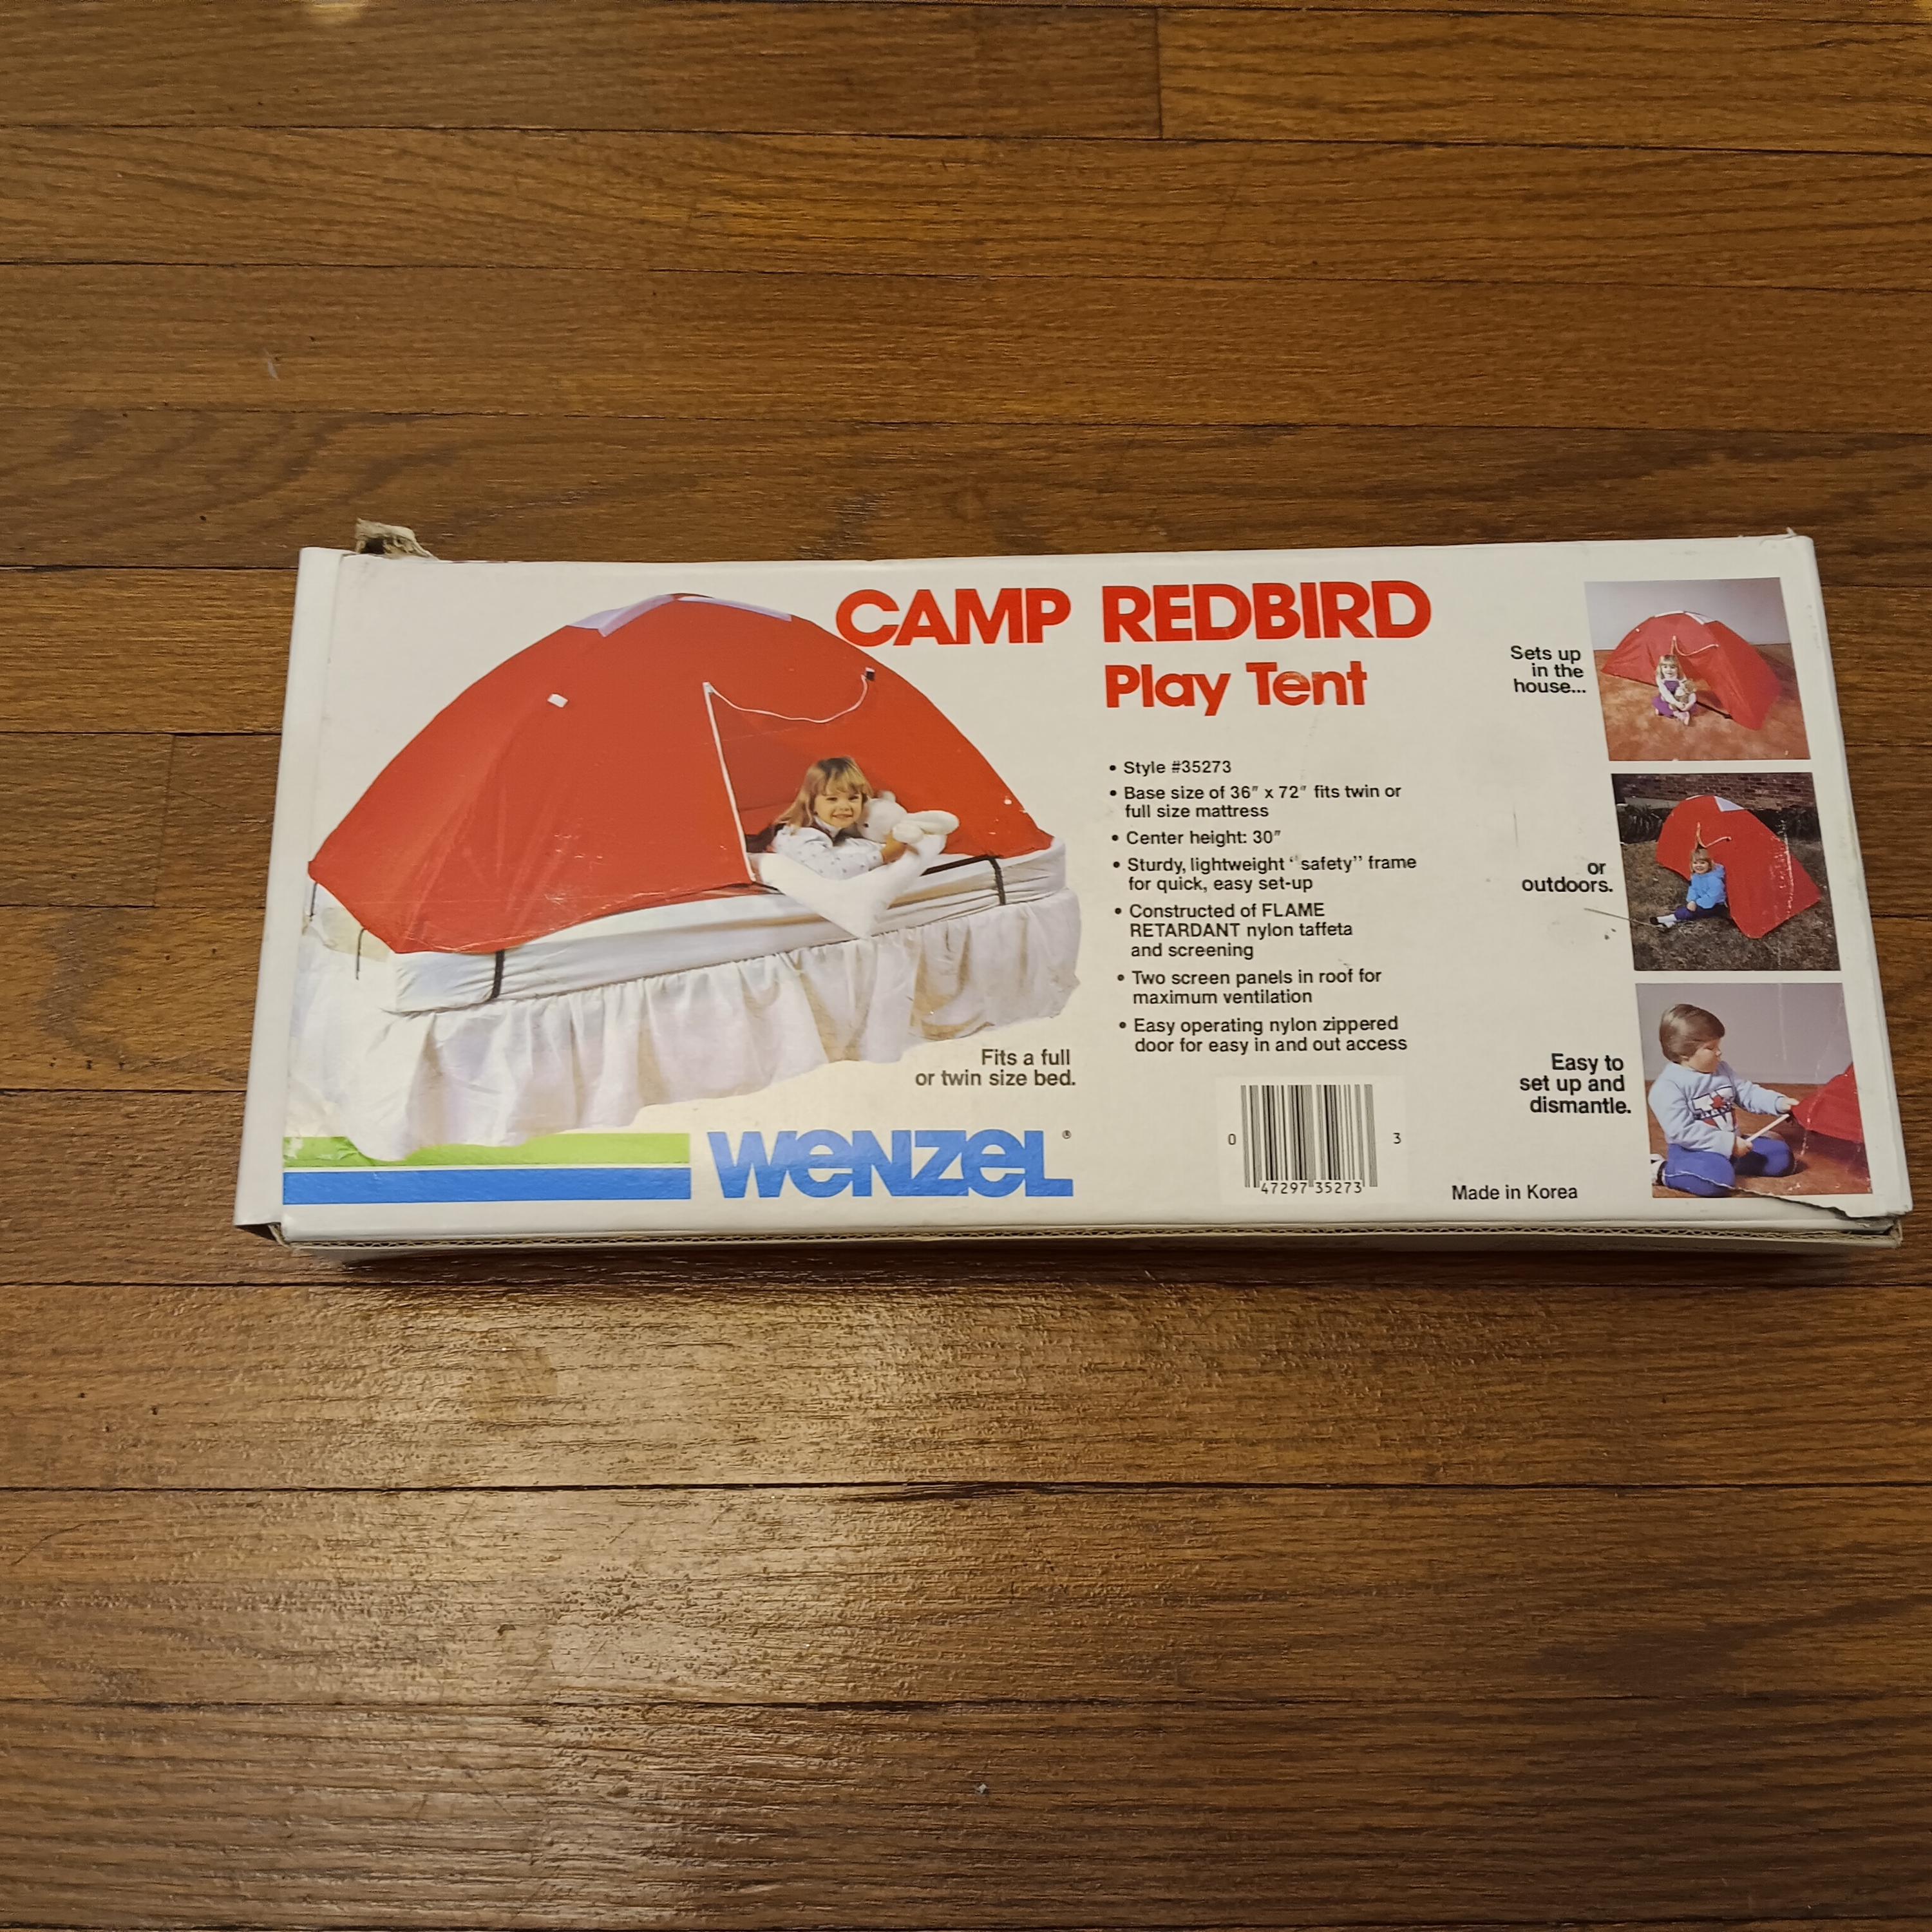 CAMP REDBIRD
Play Tent
• Style #35273
• Base size of 36" x 72" fits twin or
full size mattress
• Center height: 30"
• Sturdy, lightweight "safety" frame
for quick, easy set-up
• Constructed of FLAME
RETARDANT nylon taffeta
and screening
• Two screen panels in roof for
maximum ventilation
• Easy operating nylon zippered
door for easy in and out access
Fits a full
or twin size bed.
WENZEL®
0 47297 35273 3
Made in Korea
Sets up
in the
house...
or
outdoors.
Easy to
set up and
dismantle.